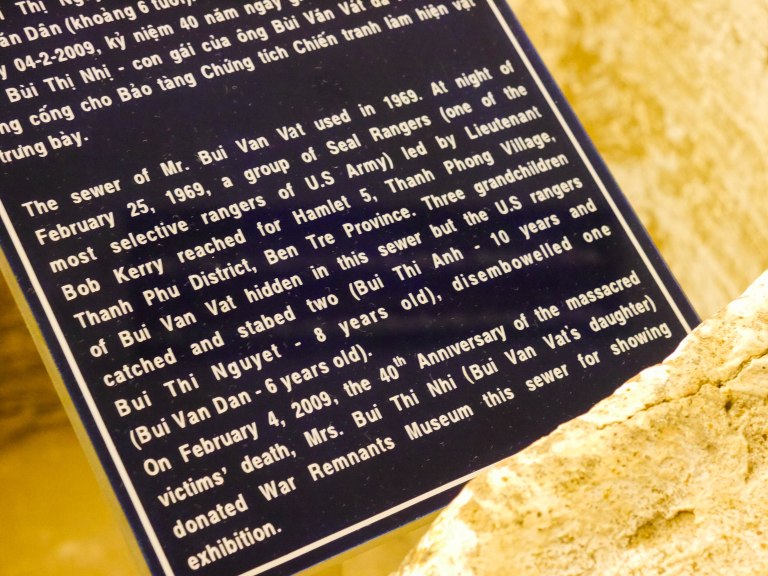 Thị Nguyệt
ăn Dân (khoảng 6 tuổi).
y 04-2-2009, kỷ niệm 40 năm ngày
Bùi Thị Nhi - con gái của ông Bùi Văn Vát đã
ng cống cho Bảo tàng Chứng tích Chiến tranh làm hiện vật
trưng bày.
The sewer of Mr. Bui Van Vat used in 1969. At night of
February 25, 1969, a group of Seal Rangers (one of the
most selective rangers of U.S Army) led by Lieutenant
Bob Kerry reached for Hamlet 5, Thanh Phong Village,
Thanh Phu District, Ben Tre Province. Three grandchildren
of Bui Van Vat hidden in this sewer but the U.S rangers
catched and stabed two (Bui Thi Anh - 10 years and
Bui Thi Nguyet - 8 years old), disembowelled one
(Bui Van Dan - 6 years old).
On February 4, 2009, the 40th Anniversary of the massacred
victims' death, Mrs. Bui Thi Nhi (Bui Van Vat's daughter)
donated War Remnants Museum this sewer for showing
exhibition.